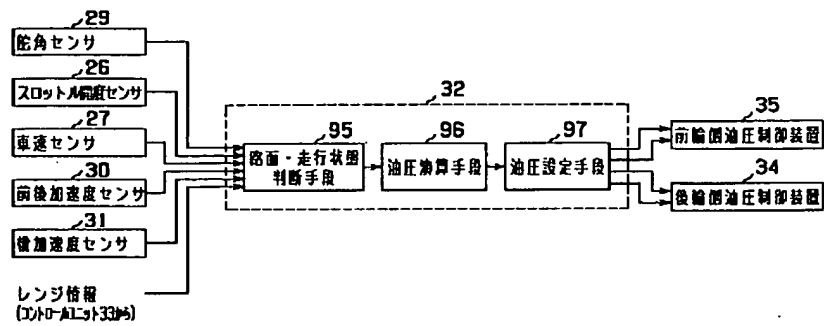 29
舵角センサ
26
スロットル開度センサ
27
車速センサ
30
前後加速度センサ
31
横加速度センサ
レンジ情報
(コントロールユニット33から)
32
95
路面・走行状態
判断手段
96
油圧演算手段
97
油圧設定手段
35
前輪側油圧制御装置
34
後輪側油圧制御装置